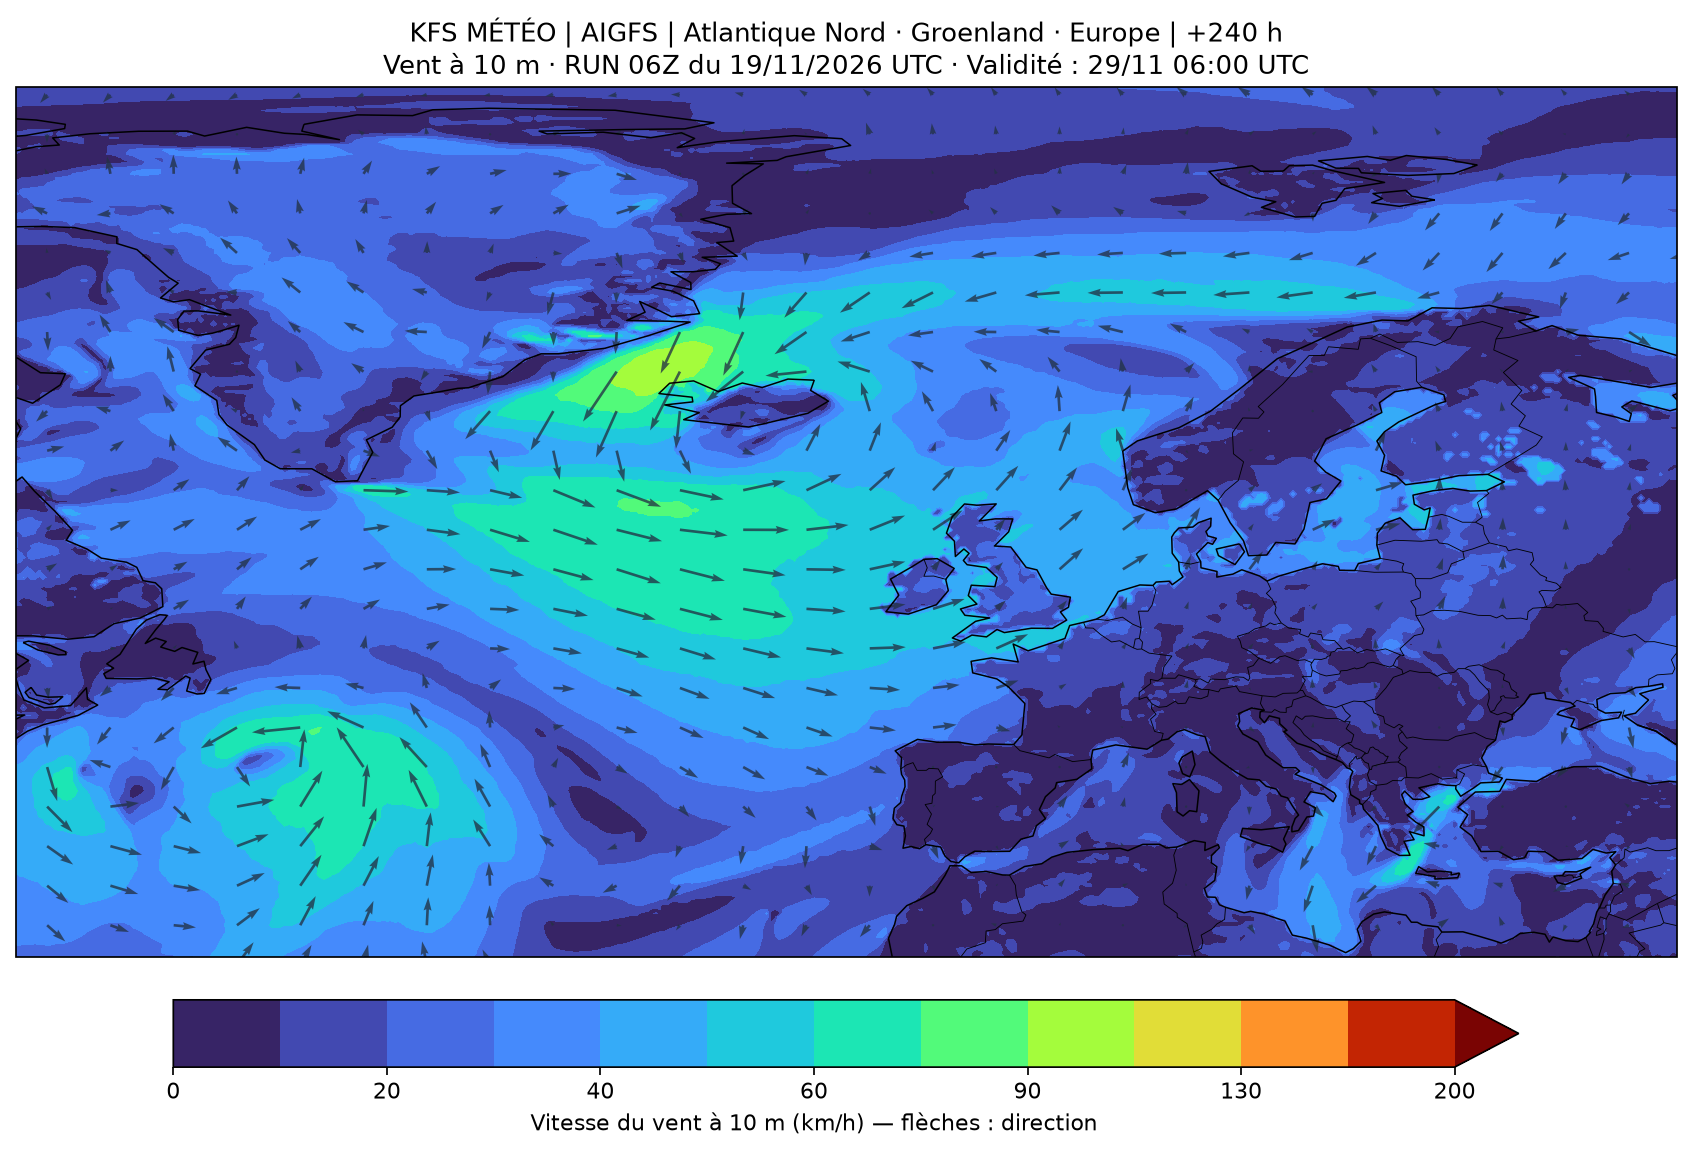 KFS MÉTÉO | AIGFS | Atlantique Nord · Groenland · Europe | +240 h
Vent à 10 m · RUN 06Z du 19/11/2026 UTC · Validité : 29/11 06:00 UTC
0 20 40 60 90 130 200
Vitesse du vent à 10 m (km/h) — flèches : direction